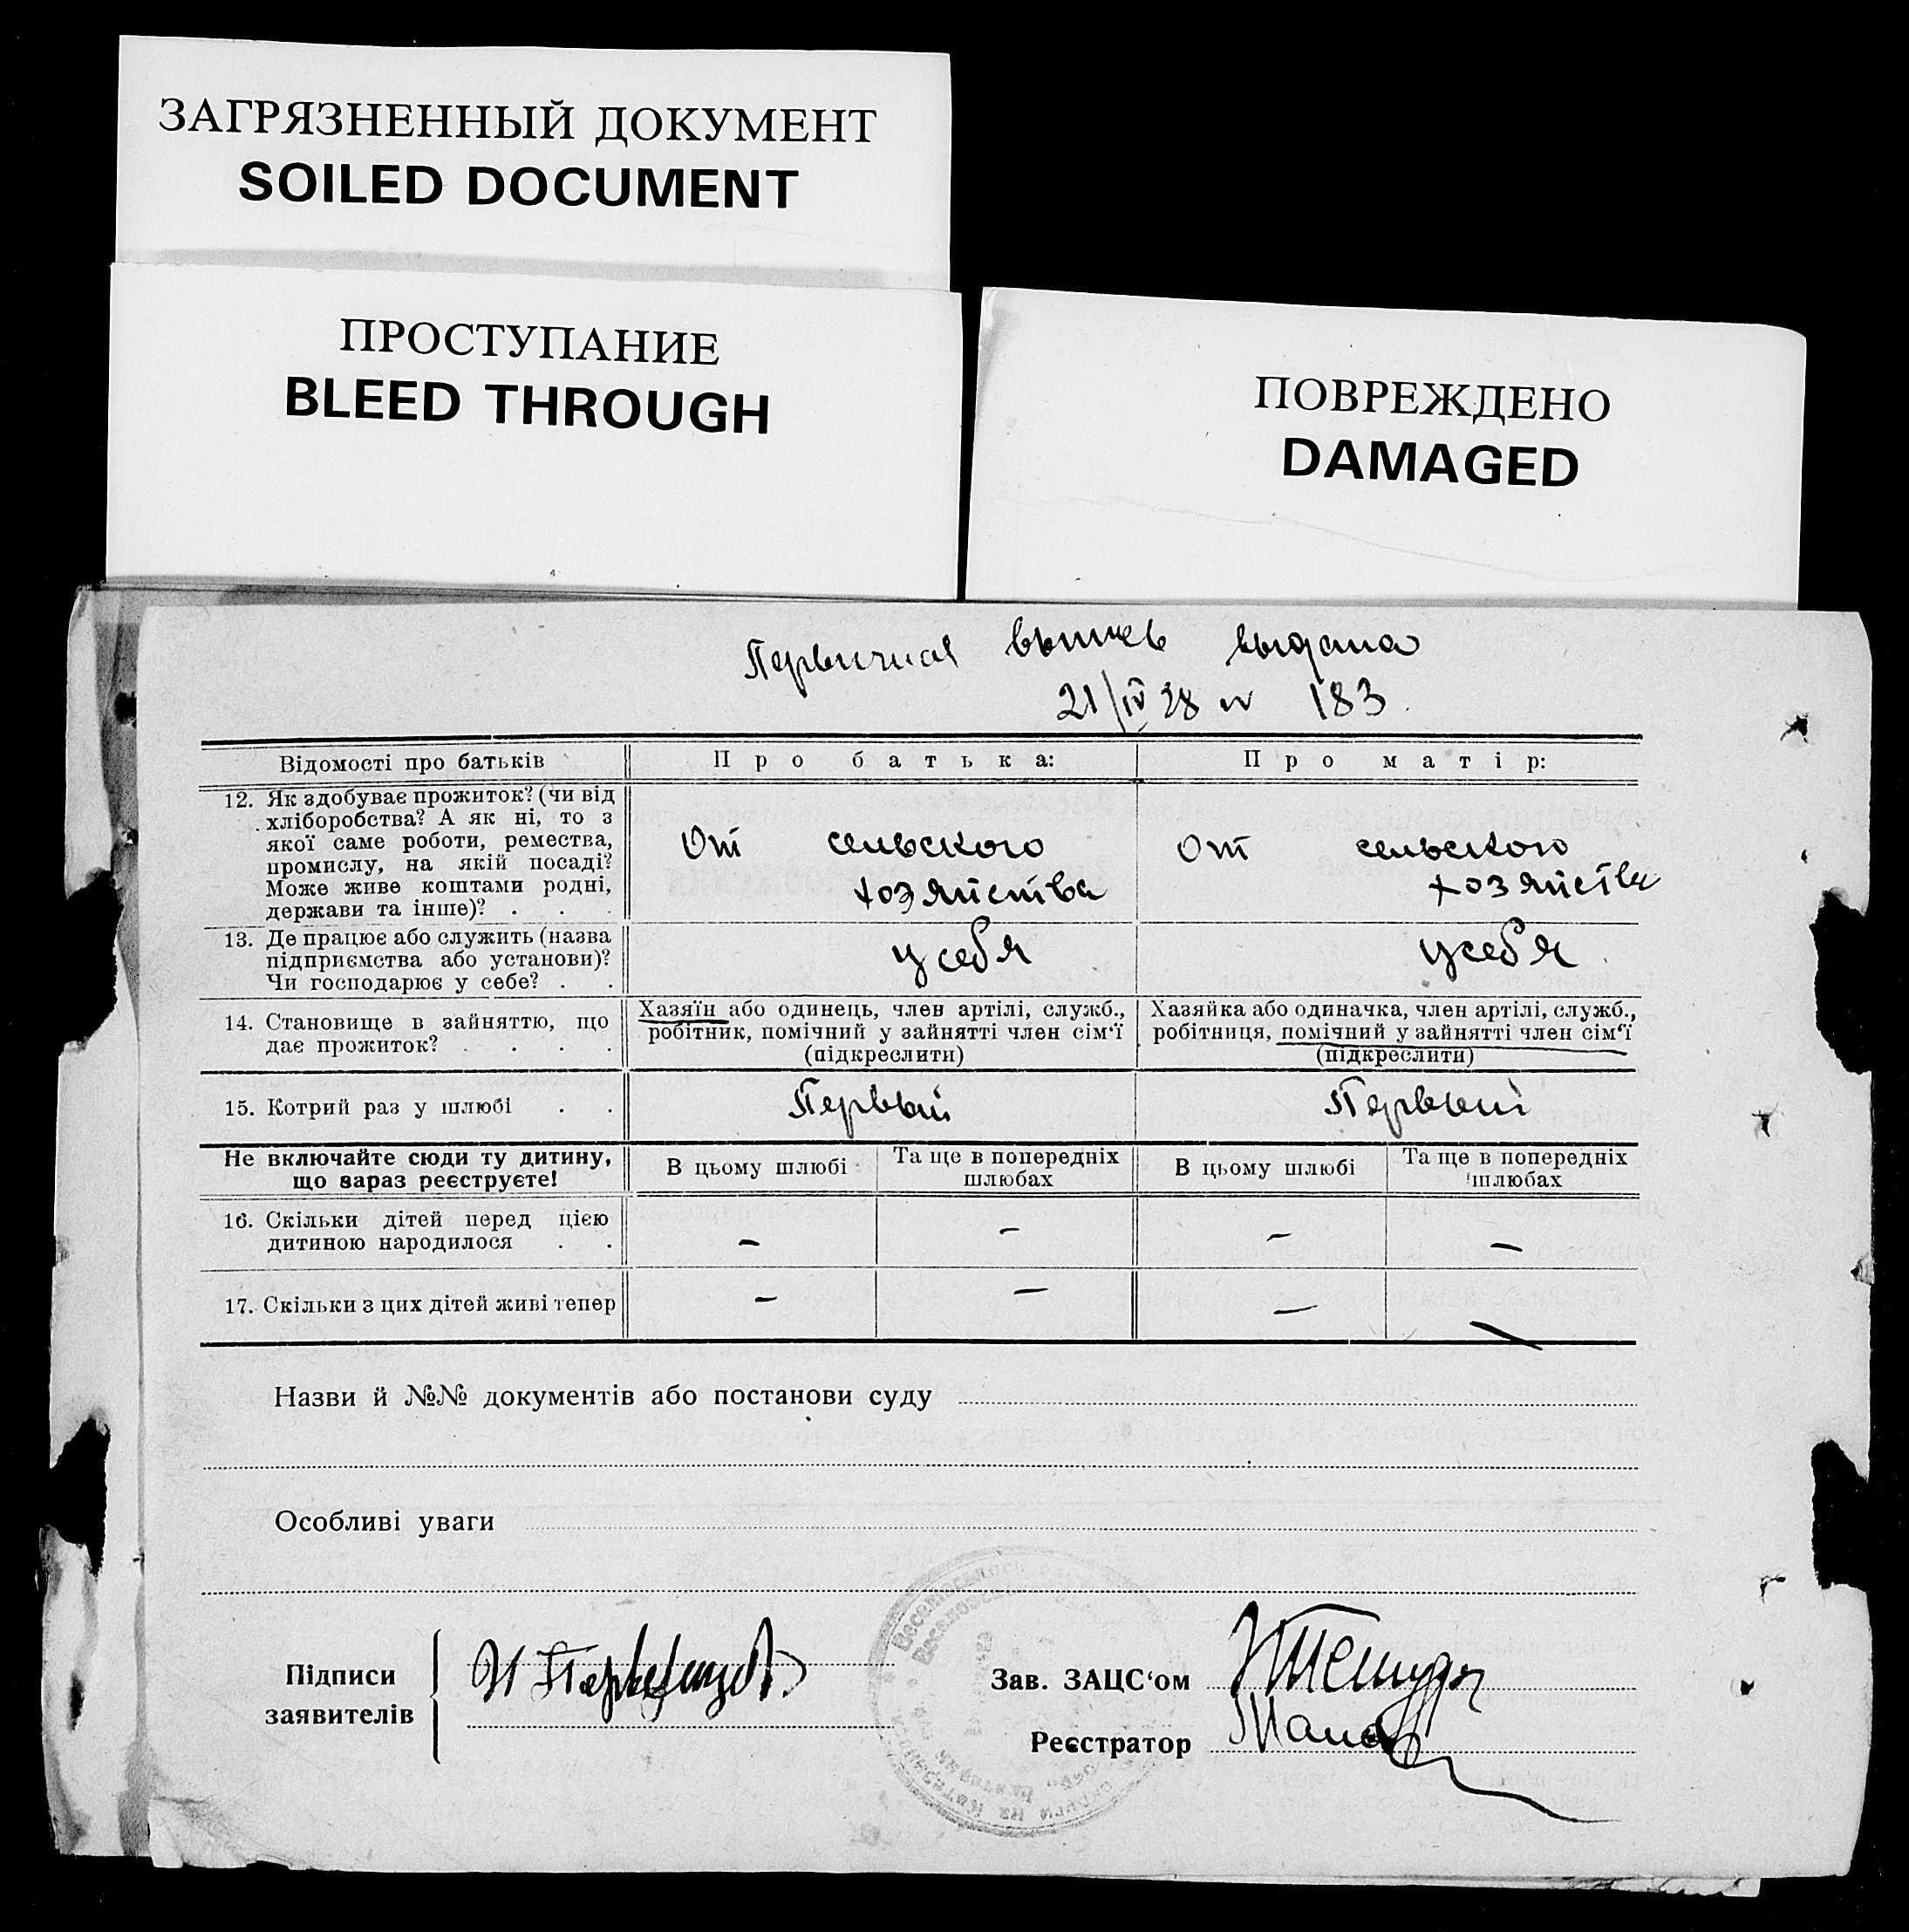 ЗАГРЯЗНЕННЫЙ ДОКУМЕНТ
SOILED DOCUMENT
ПРОСТУПАНИЕ
BLEED THROUGH
ПОВРЕЖДЕНО
DAMAGED
Первичная выпись выдана
21/IV 28 № 183.
Відомості про батьків
Про батька:
Про матір:
12. Як здобуває прожиток? (чи від
хліборобства? А як ні, то з
якої саме роботи, ремества,
промислу, на якій посаді?
Може живе коштами родні,
держави та інше)? . . .
От сельского
хозяйства
От сельского
хозяйства
13. Де працює або служить (назва
підприємства або установи)?
Чи господарює у себе? . .
у себя
у себя
14. Становище в зайняттю, що
дає прожиток? . . . .
Хазяїн або одинець, член артілі, служб.,
робітник, помічний у зайнятті член сім'ї
(підкреслити)
Хазяйка або одиначка, член артілі, служб.,
робітниця, помічний у зайнятті член сім'ї
(підкреслити)
15. Котрий раз у шлюбі . .
Первый
Первый
Не включайте сюди ту дитину,
що зараз реєструєте!
В цьому шлюбі
Та ще в попередніх
шлюбах
В цьому шлюбі
Та ще в попередніх
шлюбах
16. Скільки дітей перед цією
дитиною народилося . .
– – – –
17. Скільки з цих дітей живі тепер
– – – –
Назви й №№ документів або постанови суду
Особливі уваги
Підписи
заявителів
Зав. ЗАЦС'ом
Реєстратор